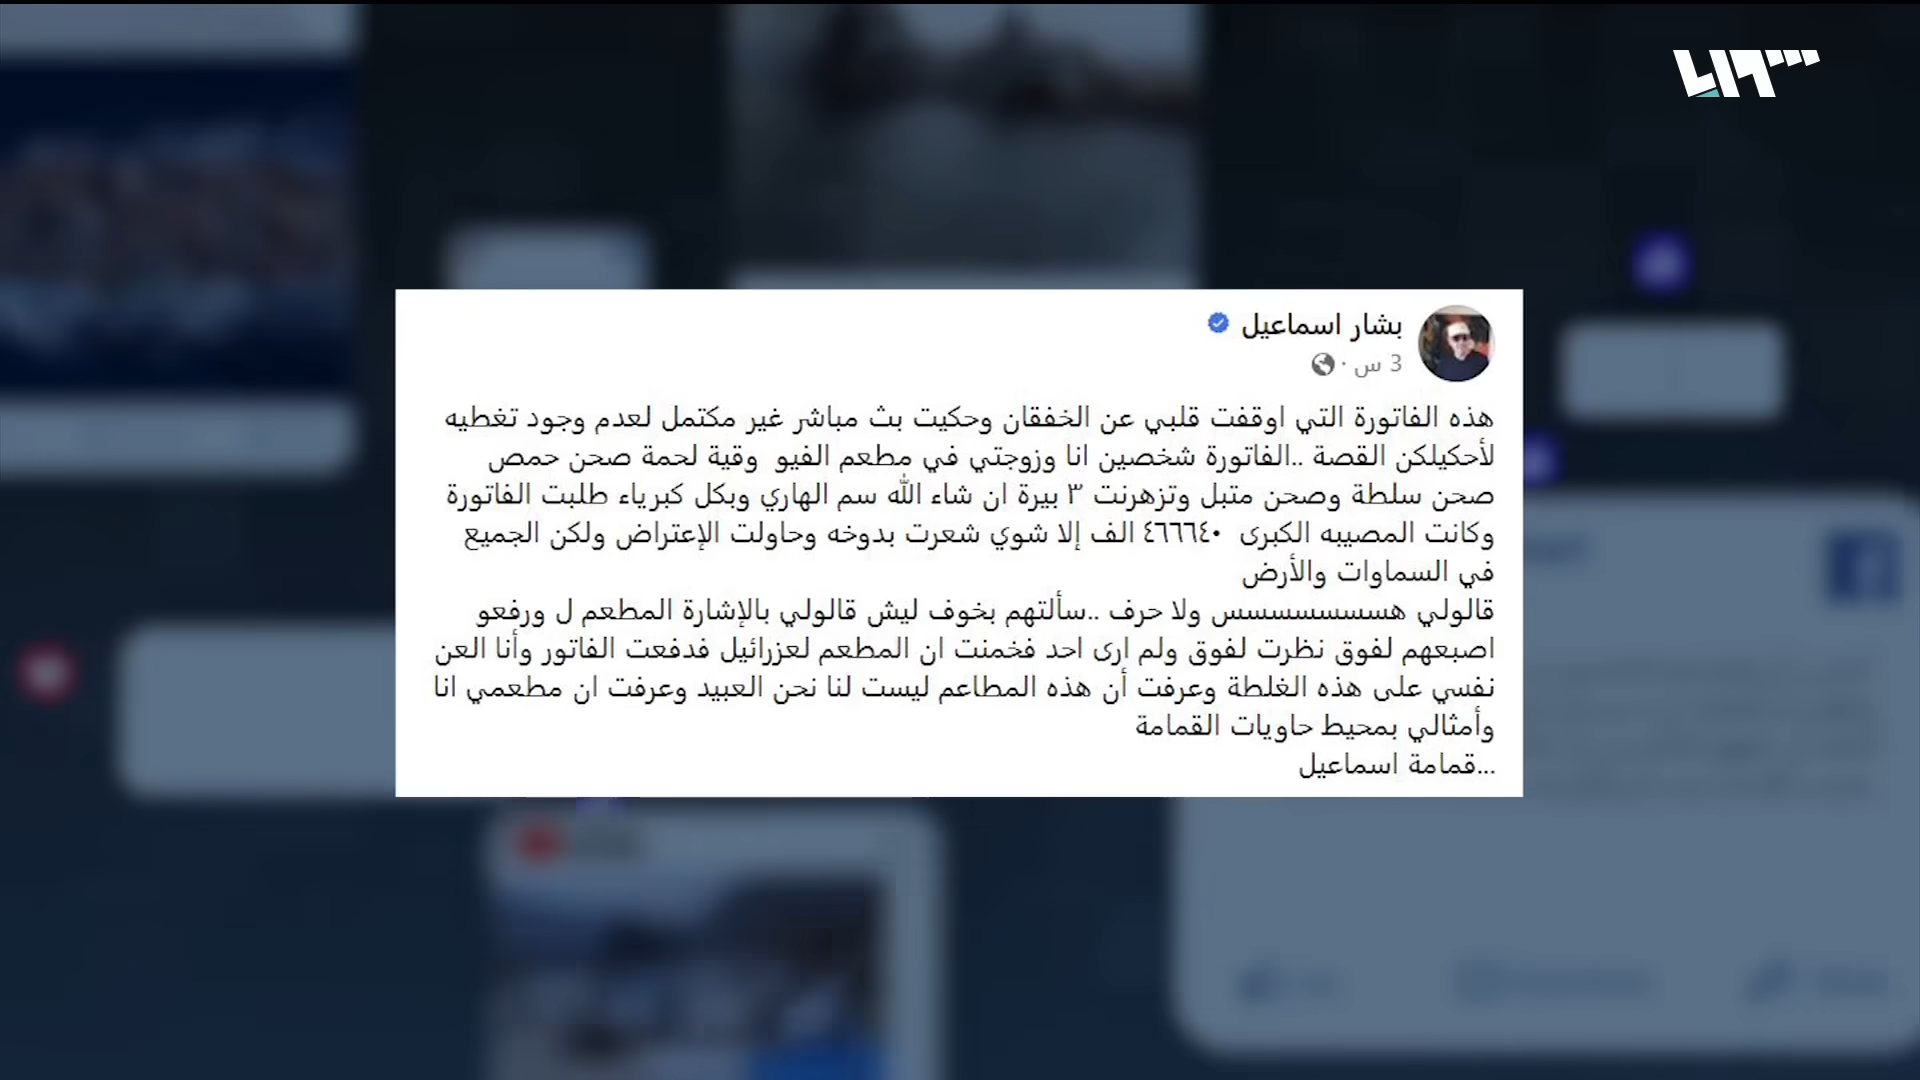 بشار اسماعيل
3 س ·
هذه الفاتورة التي اوقفت قلبي عن الخفقان وحكيت بث مباشر غير مكتمل لعدم وجود تغطيه
لأحكيلكن القصة ..الفاتورة شخصين انا وزوجتي في مطعم الفيو وقية لحمة صحن حمص
صحن سلطة وصحن متبل وتزهرنت ٣ بيرة ان شاء الله سم الهاري وبكل كبرياء طلبت الفاتورة
وكانت المصيبه الكبرى ٤٦٦٦٤٠ الف إلا شوي شعرت بدوخه وحاولت الإعتراض ولكن الجميع
في السماوات والأرض
قالولي هسسسسسسسس ولا حرف ..سألتهم بخوف ليش قالولي بالإشارة المطعم ل ورفعو
اصبعهم لفوق نظرت لفوق ولم ارى احد فخمنت ان المطعم لعزرائيل فدفعت الفاتور وأنا العن
نفسي على هذه الغلطة وعرفت أن هذه المطاعم ليست لنا نحن العبيد وعرفت ان مطعمي انا
وأمثالي بمحيط حاويات القمامة
...قمامة اسماعيل